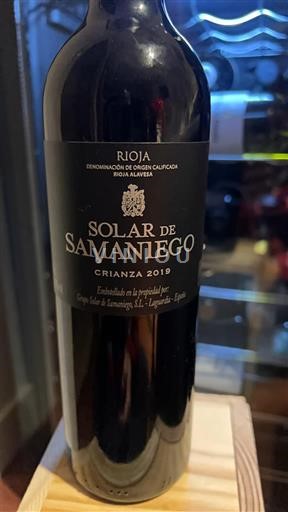 RIOJA
DENOMINACIÓN DE ORIGEN CALIFICADA
RIOJA ALAVESA
SOLAR DE
SAMANIEGO
VINIOU
CRIANZA 2019
Embotellado en la propiedad por:
Grupo Solar de Samaniego, S.L. - Laguardia - España